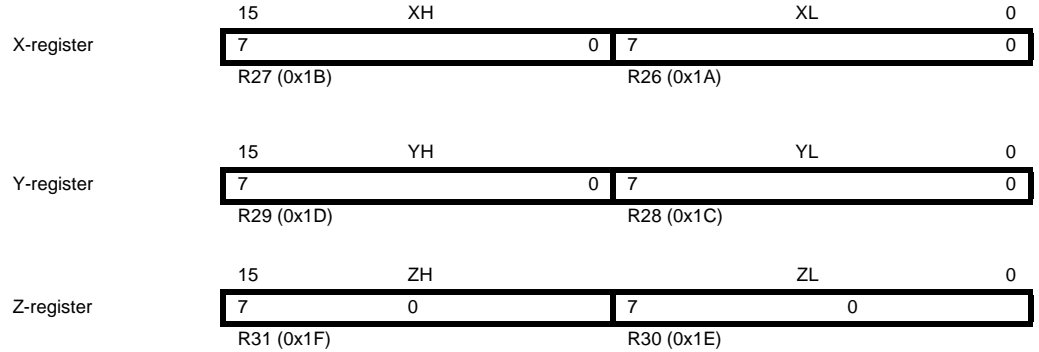 15 XH XL 0
X-register 7 0 7 0
R27 (0x1B) R26 (0x1A)
15 YH YL 0
Y-register 7 0 7 0
R29 (0x1D) R28 (0x1C)
15 ZH ZL 0
Z-register 7 0 7 0
R31 (0x1F) R30 (0x1E)